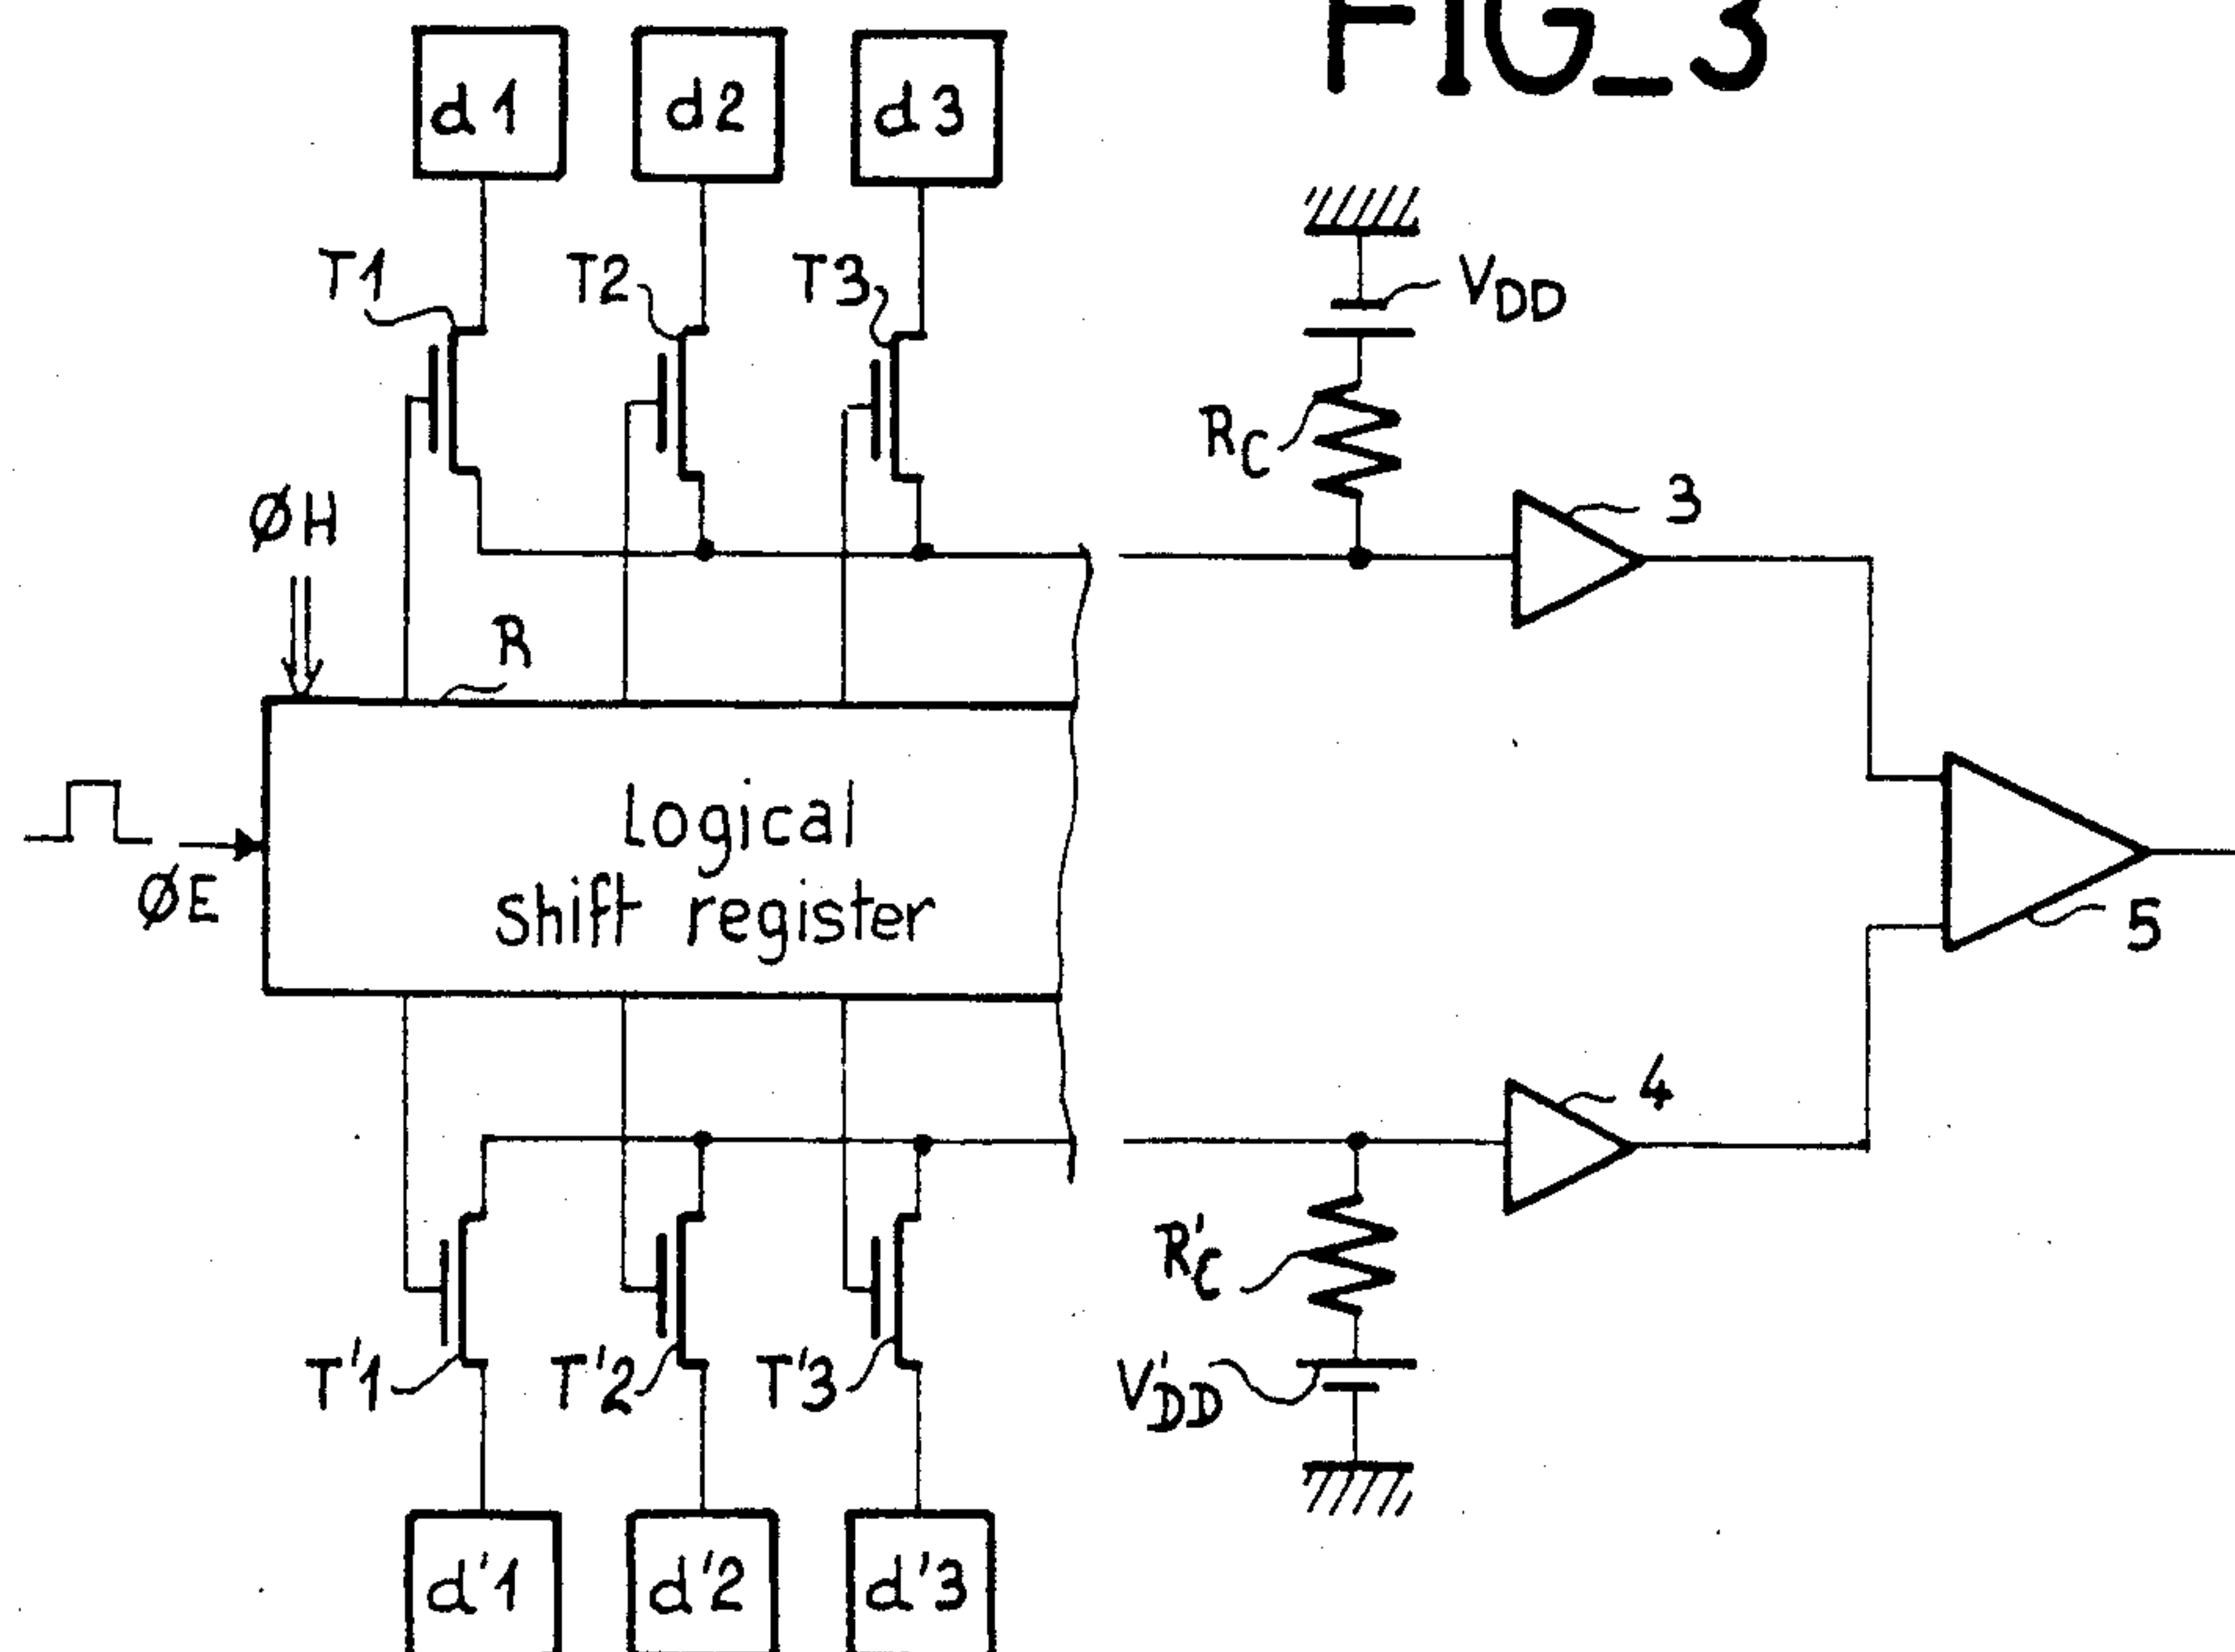 FIG_3
d1 d2 d3
T1 T2 T3
VDD
RC
ØH
3
R
Logical
shift register
ØE
5
4
R'C
T'1 T'2 T'3
V'DD
d'1 d'2 d'3